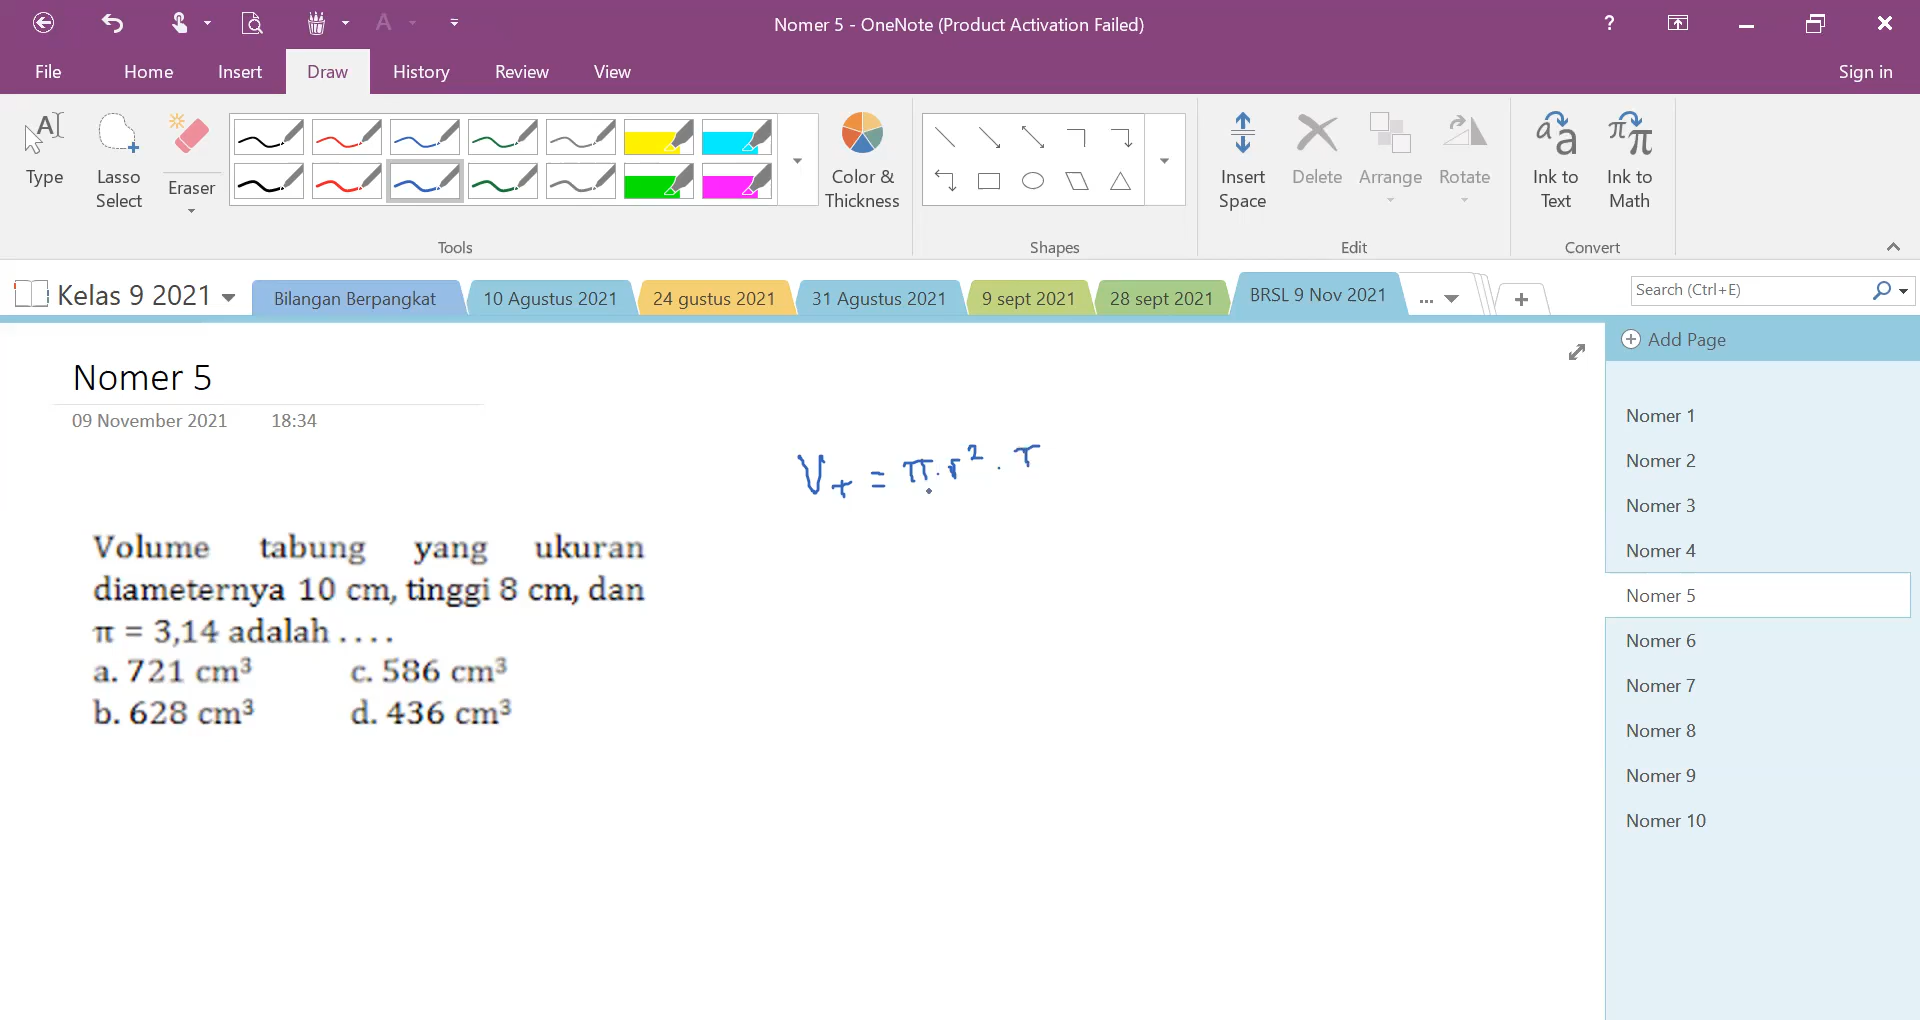 Nomer 5 - OneNote (Product Activation Failed)
?
File Home Insert Draw History Review View Sign in
Type
Lasso Select
Eraser
Color & Thickness
Insert Space
Delete
Arrange
Rotate
Ink to Text
Ink to Math
Tools
Shapes
Edit
Convert
Kelas 9 2021
Bilangan Berpangkat
10 Agustus 2021
24 gustus 2021
31 Agustus 2021
9 sept 2021
28 sept 2021
BRSL 9 Nov 2021
...
Search (Ctrl+E)
Add Page
Nomer 5
09 November 2021 18:34
V_T = π·r² · T
Volume tabung yang ukuran
diameternya 10 cm, tinggi 8 cm, dan
π = 3,14 adalah ....
a. 721 cm³ c. 586 cm³
b. 628 cm³ d. 436 cm³
Nomer 1
Nomer 2
Nomer 3
Nomer 4
Nomer 5
Nomer 6
Nomer 7
Nomer 8
Nomer 9
Nomer 10